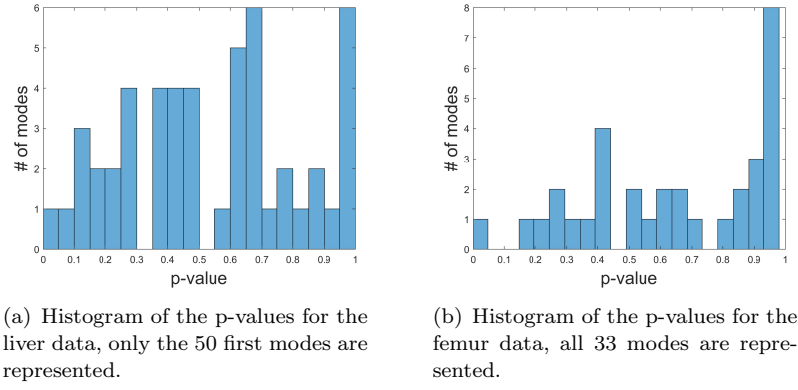 6
5
4
3
2
1
0
# of modes
0 0.1 0.2 0.3 0.4 0.5 0.6 0.7 0.8 0.9 1
p-value
(a) Histogram of the p-values for the
liver data, only the 50 first modes are
represented.
8
7
6
5
4
3
2
1
0
# of modes
0 0.1 0.2 0.3 0.4 0.5 0.6 0.7 0.8 0.9 1
p-value
(b) Histogram of the p-values for the
femur data, all 33 modes are repre-
sented.